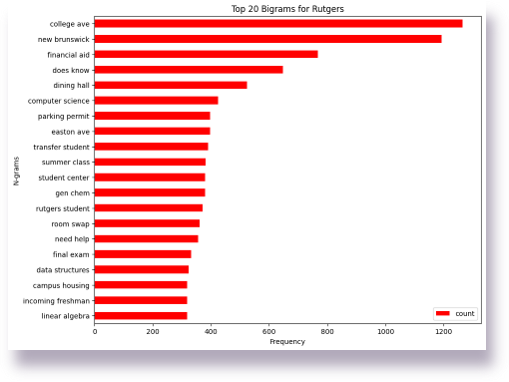 Top 20 Bigrams for Rutgers
N-grams
college ave
new brunswick
financial aid
does know
dining hall
computer science
parking permit
easton ave
transfer student
summer class
student center
gen chem
rutgers student
room swap
need help
final exam
data structures
campus housing
incoming freshman
linear algebra
count
0 200 400 600 800 1000 1200
Frequency